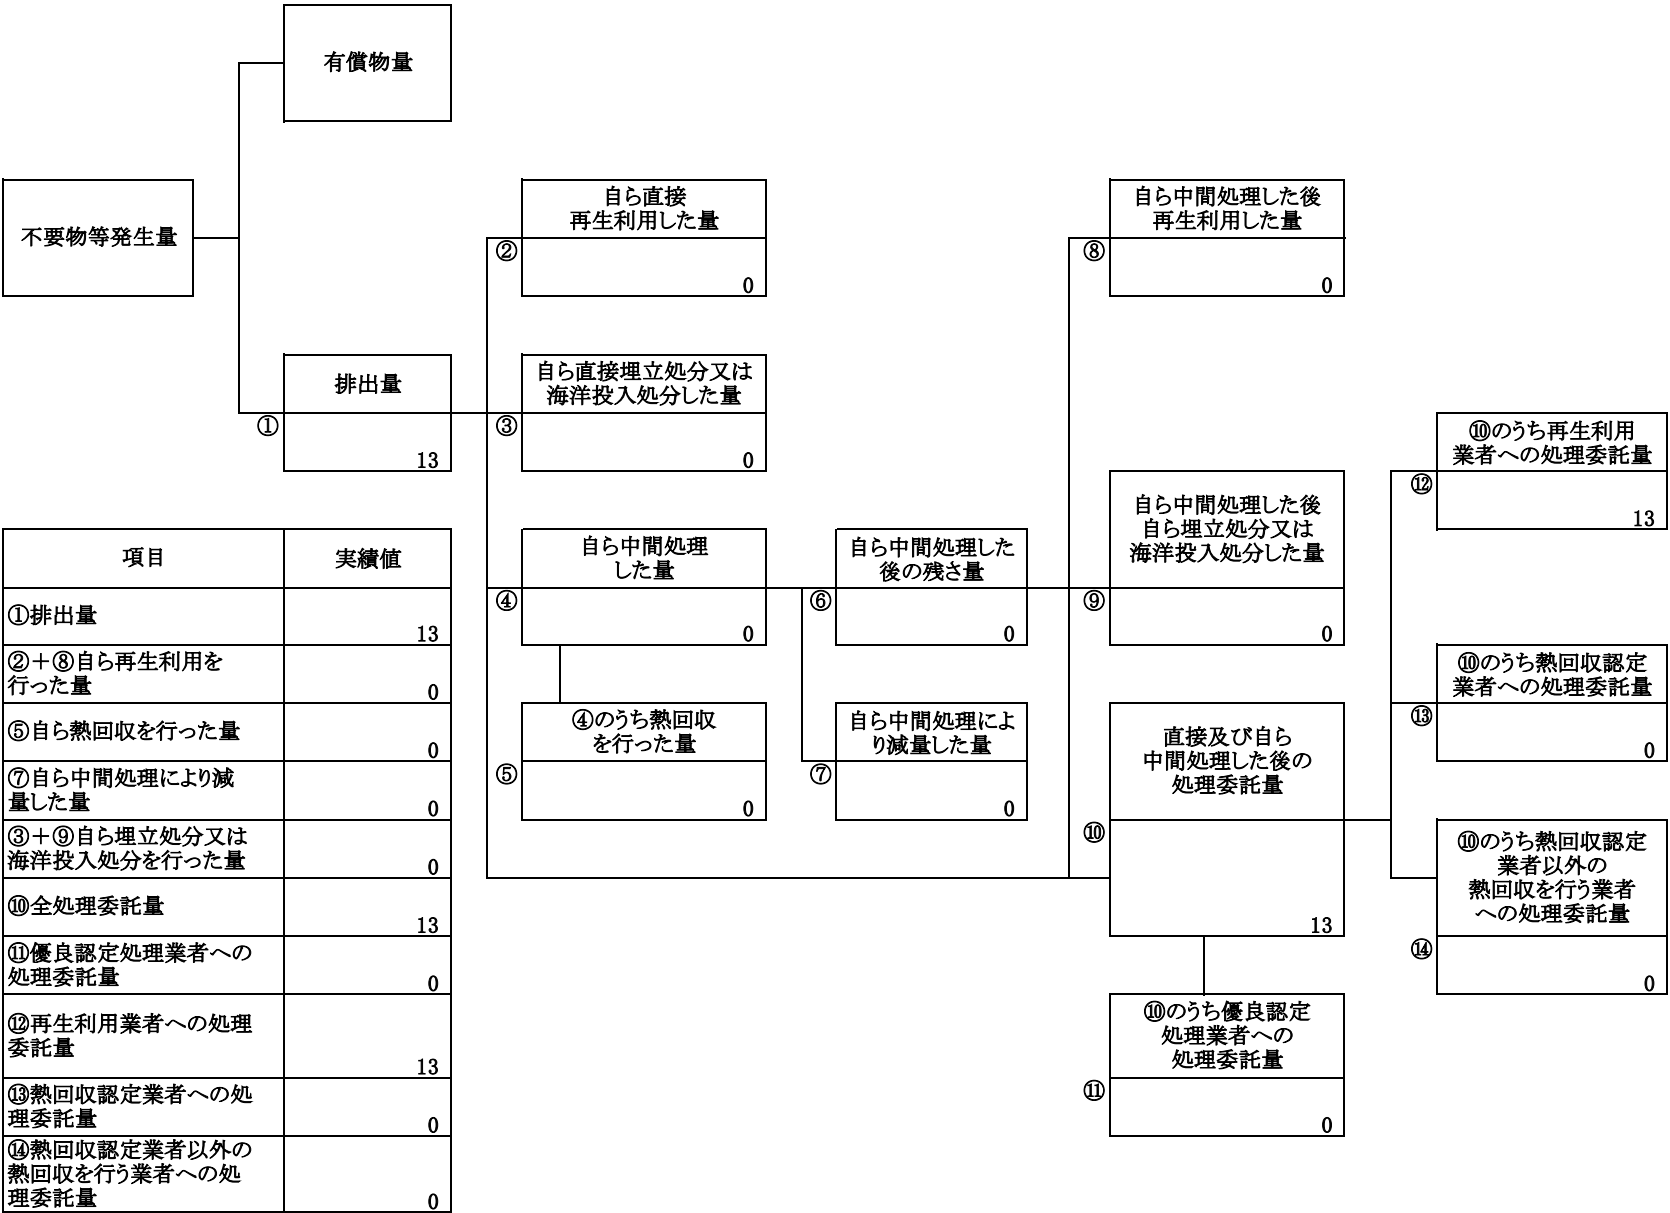 有償物量
不要物等発生量
排出量
①
13
自ら直接
再生利用した量
②
0
自ら直接埋立処分又は
海洋投入処分した量
③
0
自ら中間処理
した量
④
0
④のうち熱回収
を行った量
⑤
0
自ら中間処理した
後の残さ量
⑥
0
自ら中間処理によ
り減量した量
⑦
0
自ら中間処理した後
再生利用した量
⑧
0
自ら中間処理した後
自ら埋立処分又は
海洋投入処分した量
⑨
0
直接及び自ら
中間処理した後の
処理委託量
⑩
13
⑩のうち優良認定
処理業者への
処理委託量
⑪
0
⑩のうち再生利用
業者への処理委託量
⑫
13
⑩のうち熱回収認定
業者への処理委託量
⑬
0
⑩のうち熱回収認定
業者以外の
熱回収を行う業者
への処理委託量
⑭
0
項目 実績値
①排出量
13
②＋⑧自ら再生利用を
行った量
0
⑤自ら熱回収を行った量
0
⑦自ら中間処理により減
量した量
0
③＋⑨自ら埋立処分又は
海洋投入処分を行った量
0
⑩全処理委託量
13
⑪優良認定処理業者への
処理委託量
0
⑫再生利用業者への処理
委託量
13
⑬熱回収認定業者への処
理委託量
0
⑭熱回収認定業者以外の
熱回収を行う業者への処
理委託量
0